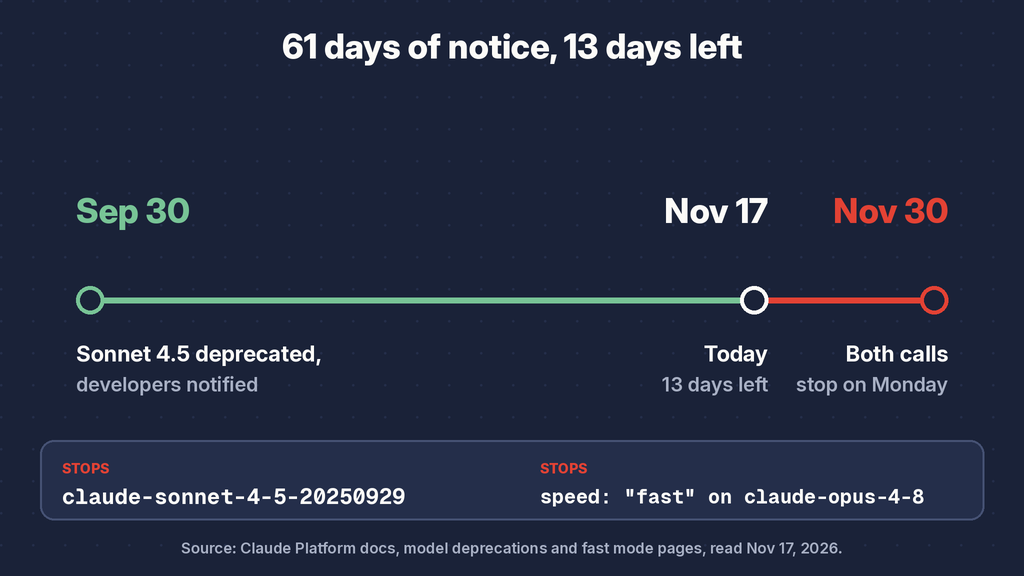 61 days of notice, 13 days left
Sep 30
Nov 17
Nov 30
Sonnet 4.5 deprecated,
developers notified
Today
13 days left
Both calls
stop on Monday
STOPS
claude-sonnet-4-5-20250929
STOPS
speed: "fast" on claude-opus-4-8
Source: Claude Platform docs, model deprecations and fast mode pages, read Nov 17, 2026.